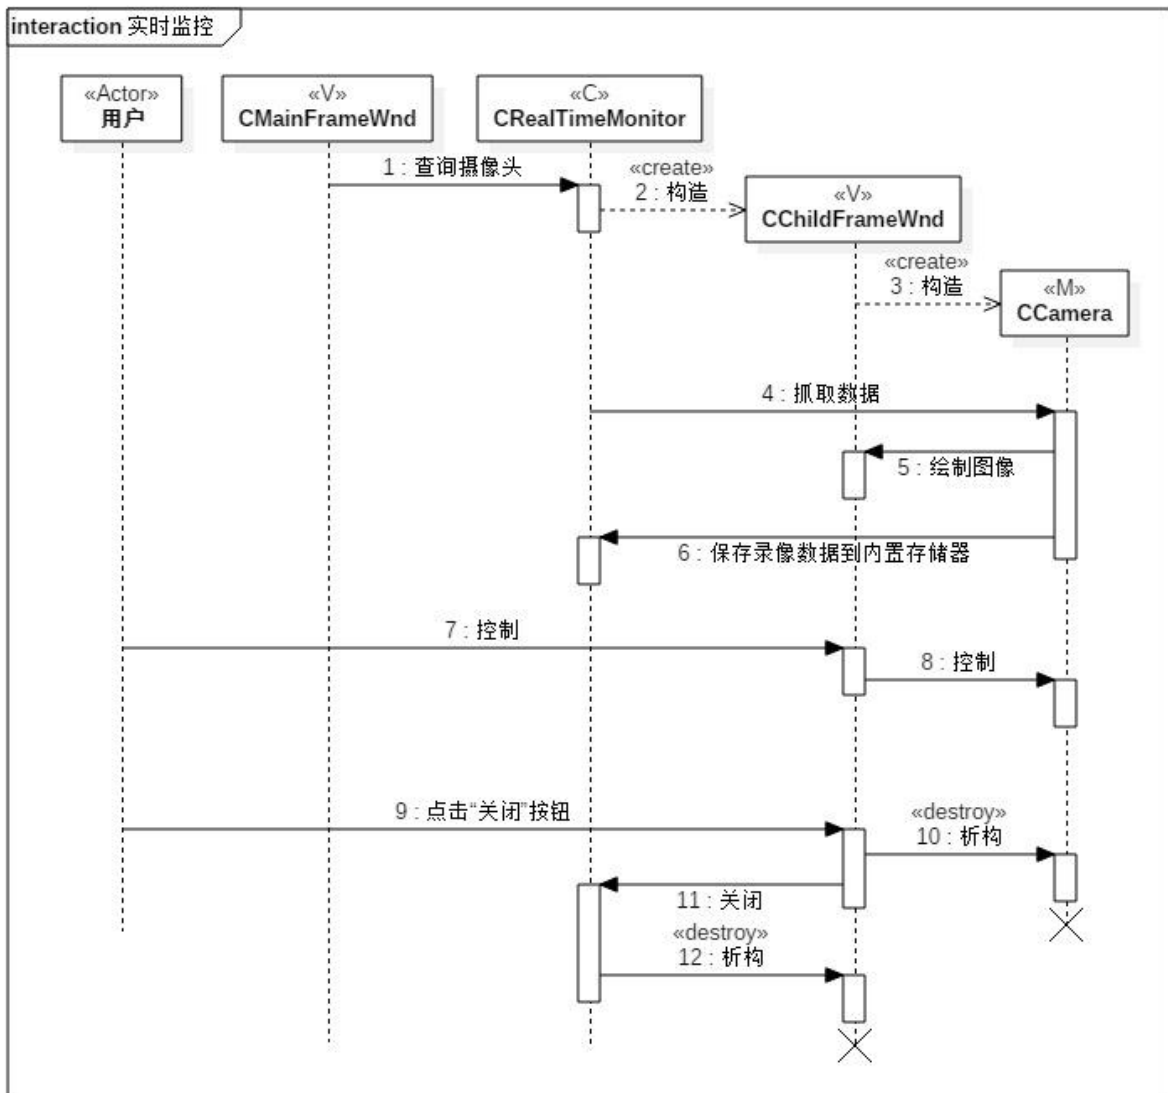 interaction 实时监控
«Actor»
用户
«V»
CMainFrameWnd
«C»
CRealTimeMonitor
1 : 查询摄像头
«create»
2 : 构造
«V»
CChildFrameWnd
«create»
3 : 构造
«M»
CCamera
4 : 抓取数据
5 : 绘制图像
6 : 保存录像数据到内置存储器
7 : 控制
8 : 控制
9 : 点击“关闭”按钮
«destroy»
10 : 析构
11 : 关闭
«destroy»
12 : 析构